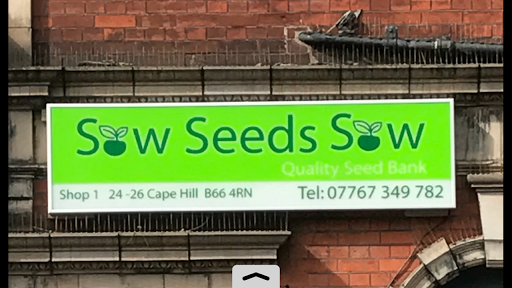 Sow Seeds Sow
Quality Seed Bank
Shop 1 24 -26 Cape Hill B66 4RN Tel: 07767 349 782